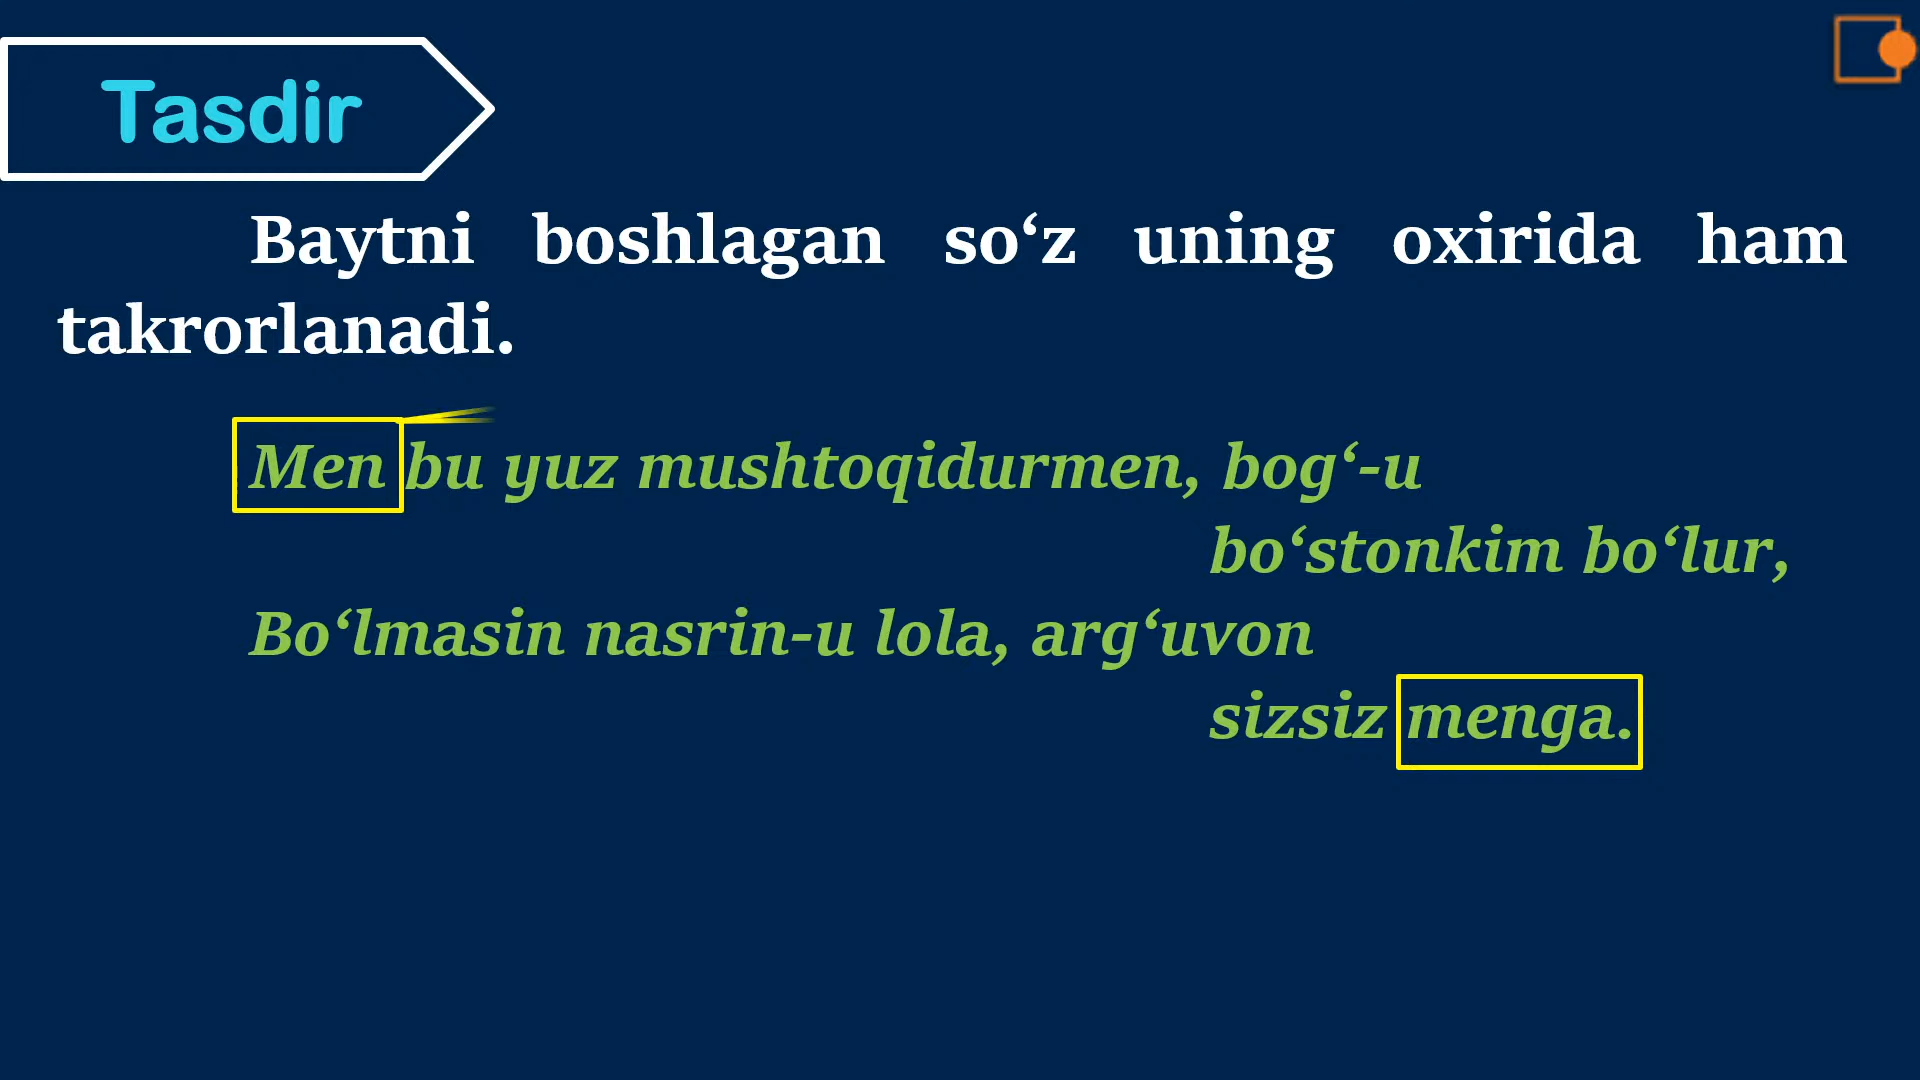 Tasdir
Baytni boshlagan so‘z uning oxirida ham
takrorlanadi.
Men bu yuz mushtoqidurmen, bog‘-u
bo‘stonkim bo‘lur,
Bo‘lmasin nasrin-u lola, arg‘uvon
sizsiz menga.